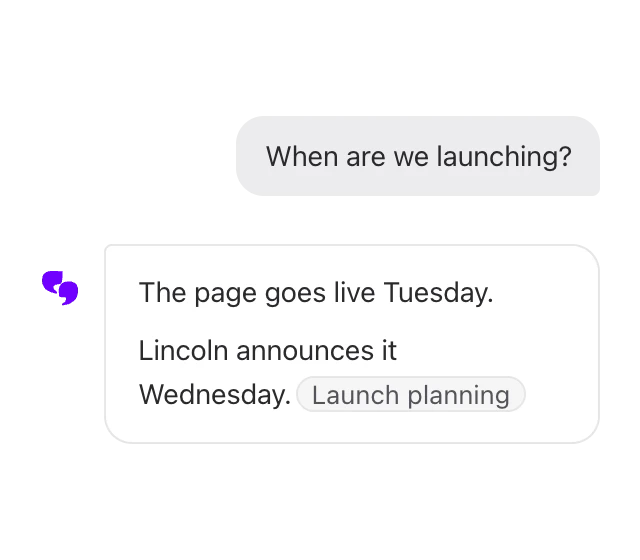 When are we launching?
The page goes live Tuesday.
Lincoln announces it
Wednesday. Launch planning